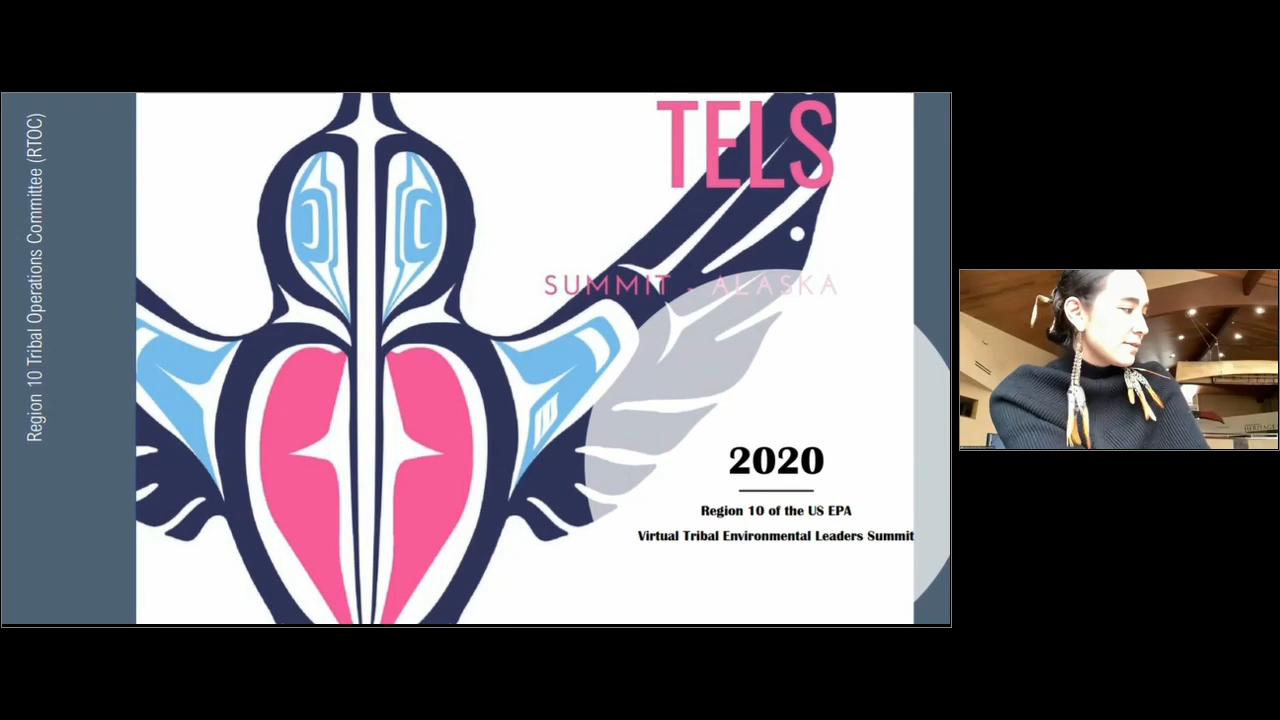 Region 10 Tribal Operations Committee (RTOC)
TELS
SUMMIT - ALASKA
2020
Region 10 of the US EPA
Virtual Tribal Environmental Leaders Summit
HERITAGE